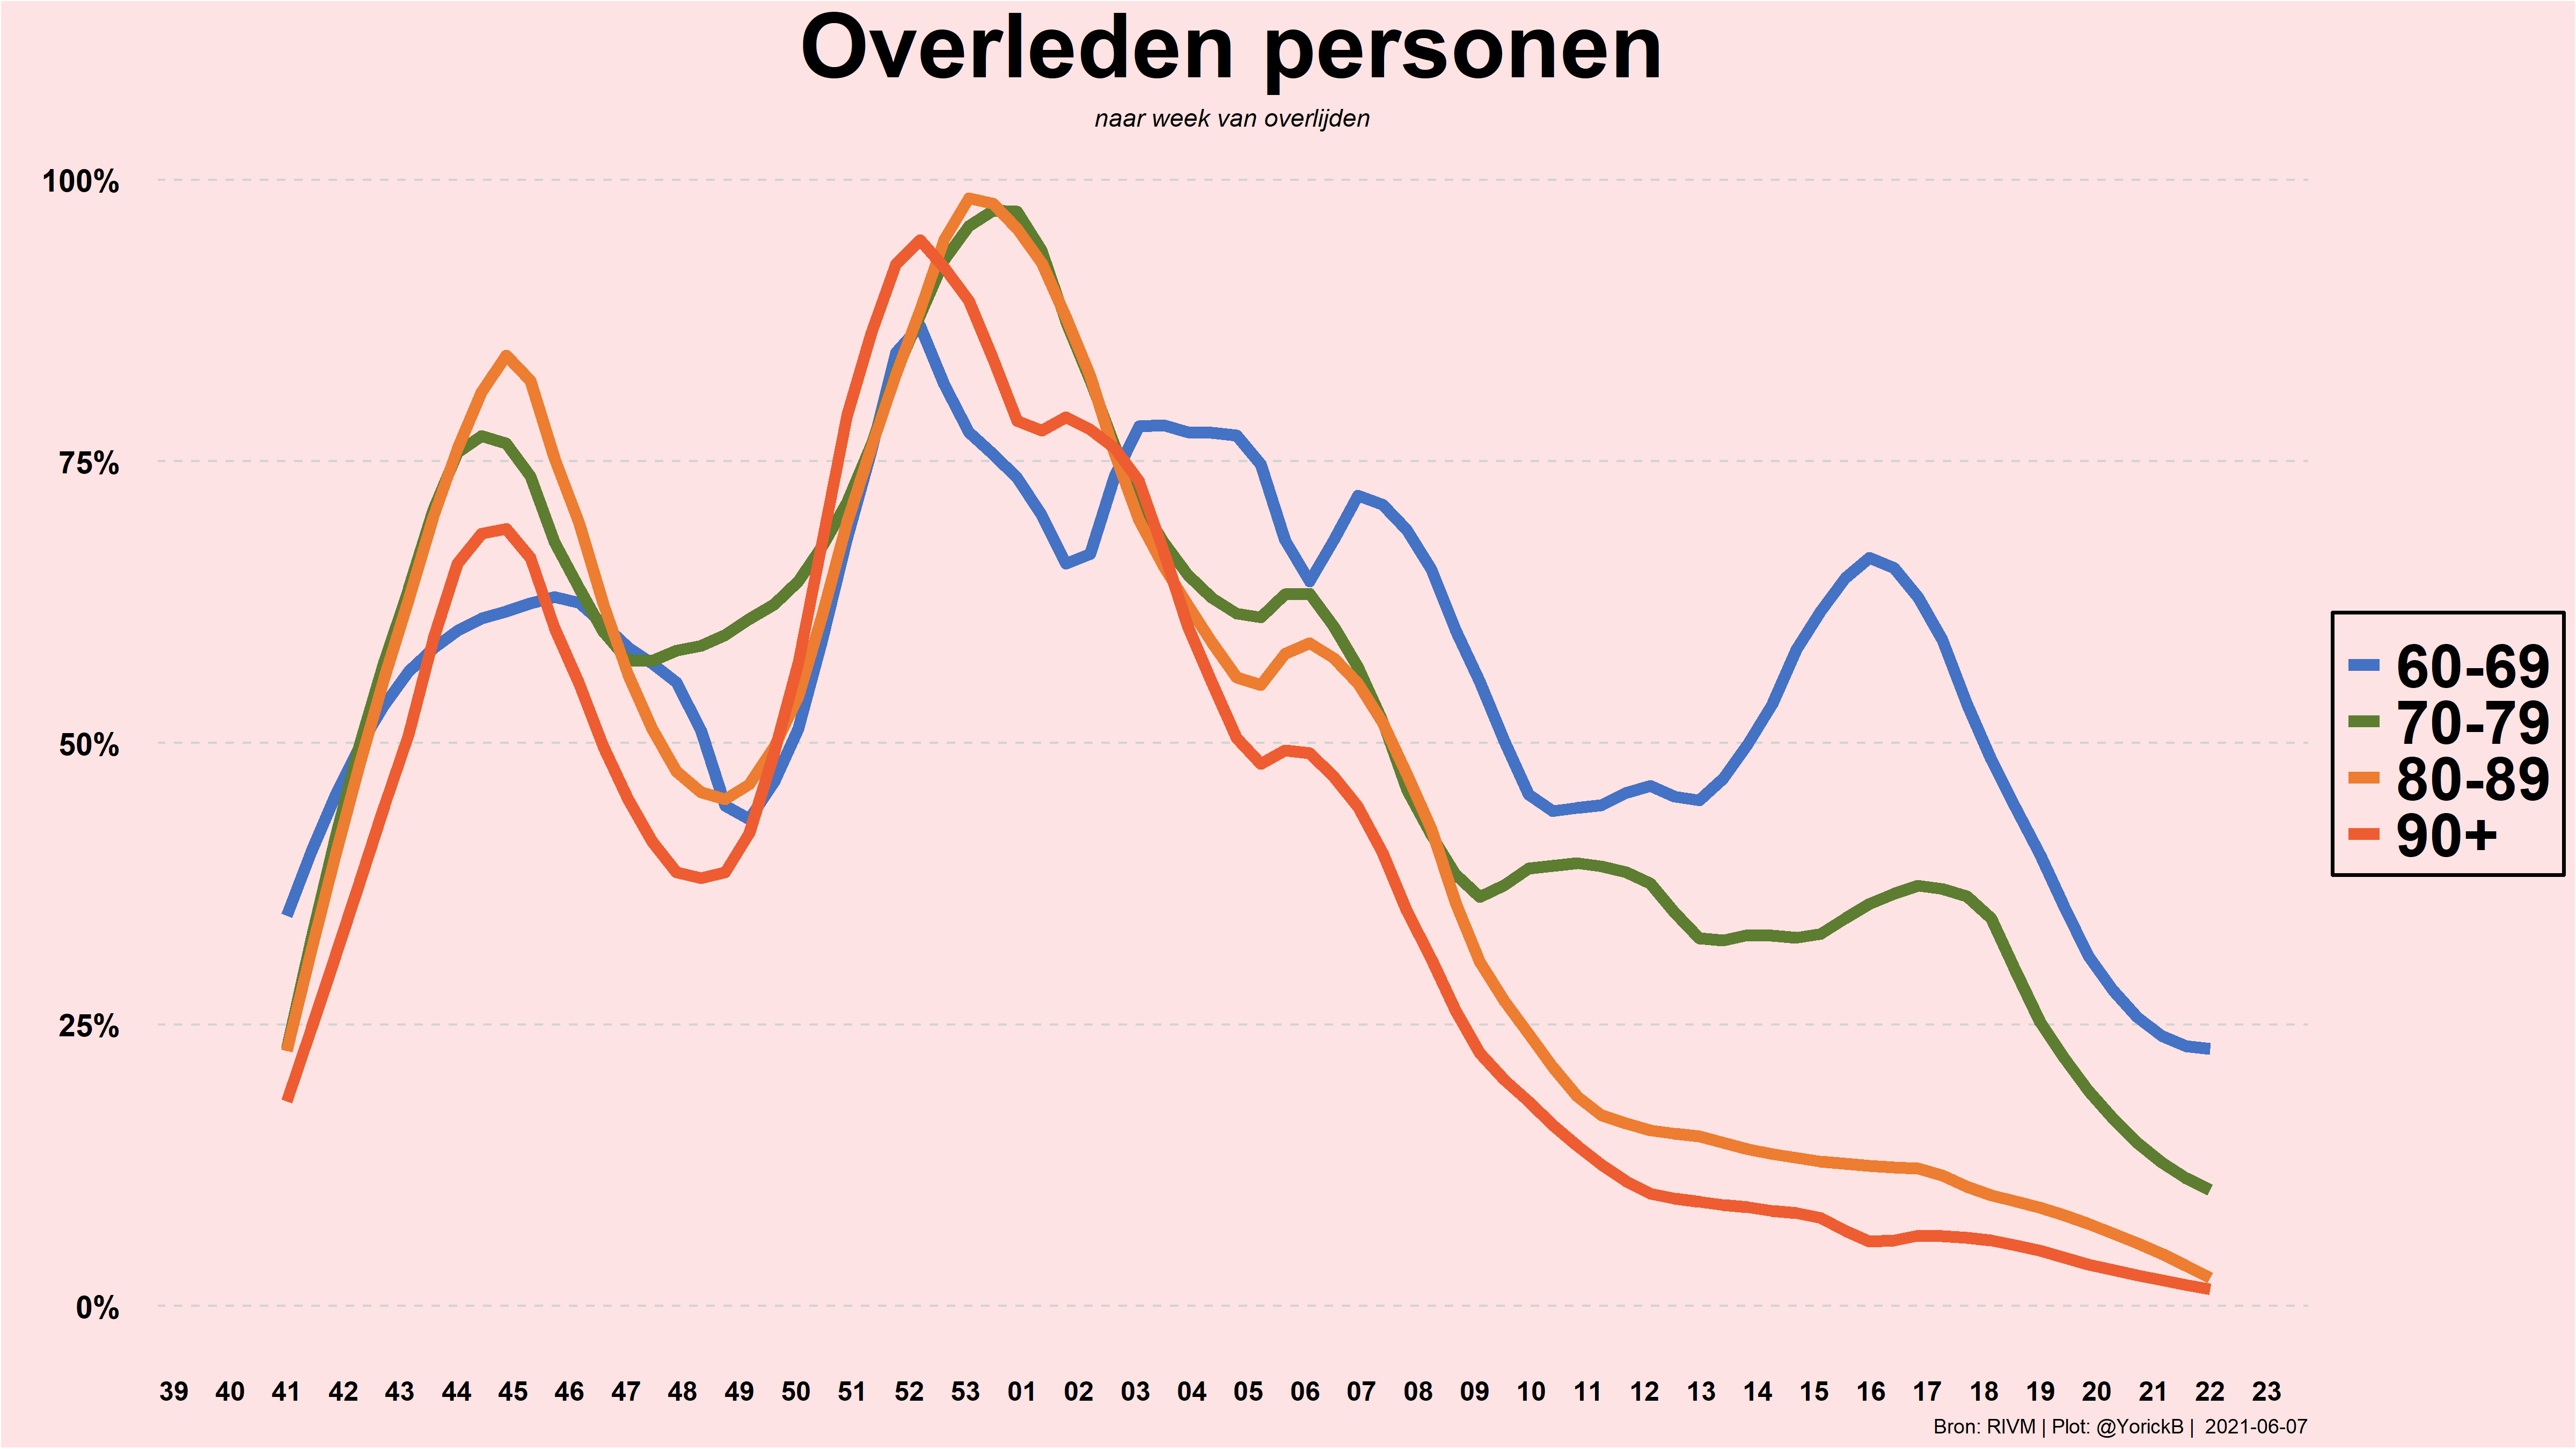 Overleden personen
naar week van overlijden
100%
75%
50%
25%
0%
60-69
70-79
80-89
90+
39 40 41 42 43 44 45 46 47 48 49 50 51 52 53 01 02 03 04 05 06 07 08 09 10 11 12 13 14 15 16 17 18 19 20 21 22 23
Bron: RIVM | Plot: @YorickB | 2021-06-07